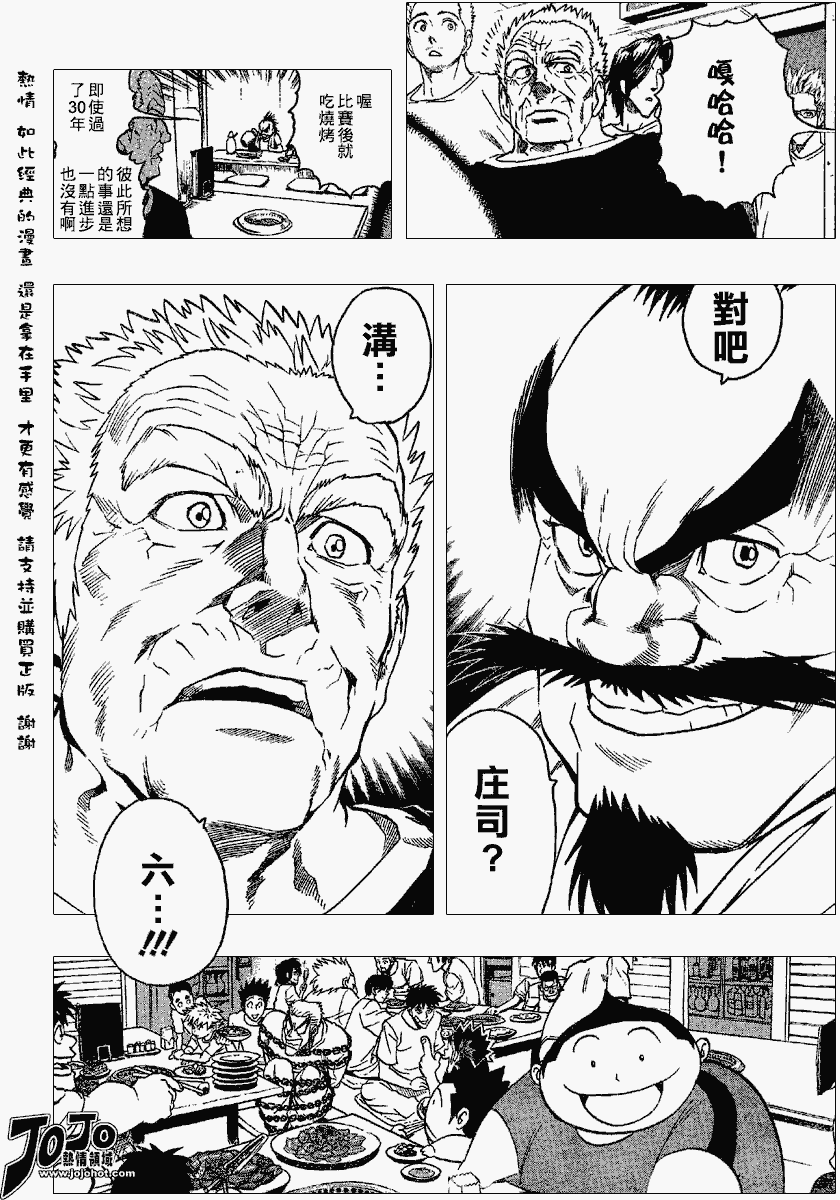 嘎哈哈！
喔
比賽後就
吃燒烤
即使過
了30年
彼此所想
的事還是
一點進步
也沒有啊
對吧
庄司？
溝…
六…!!!
熱情 如此經典的漫畫 還是拿在手里 才更有感覺 請支持並購買正版 謝謝
JOJO
熱情領域
www.jojohot.com